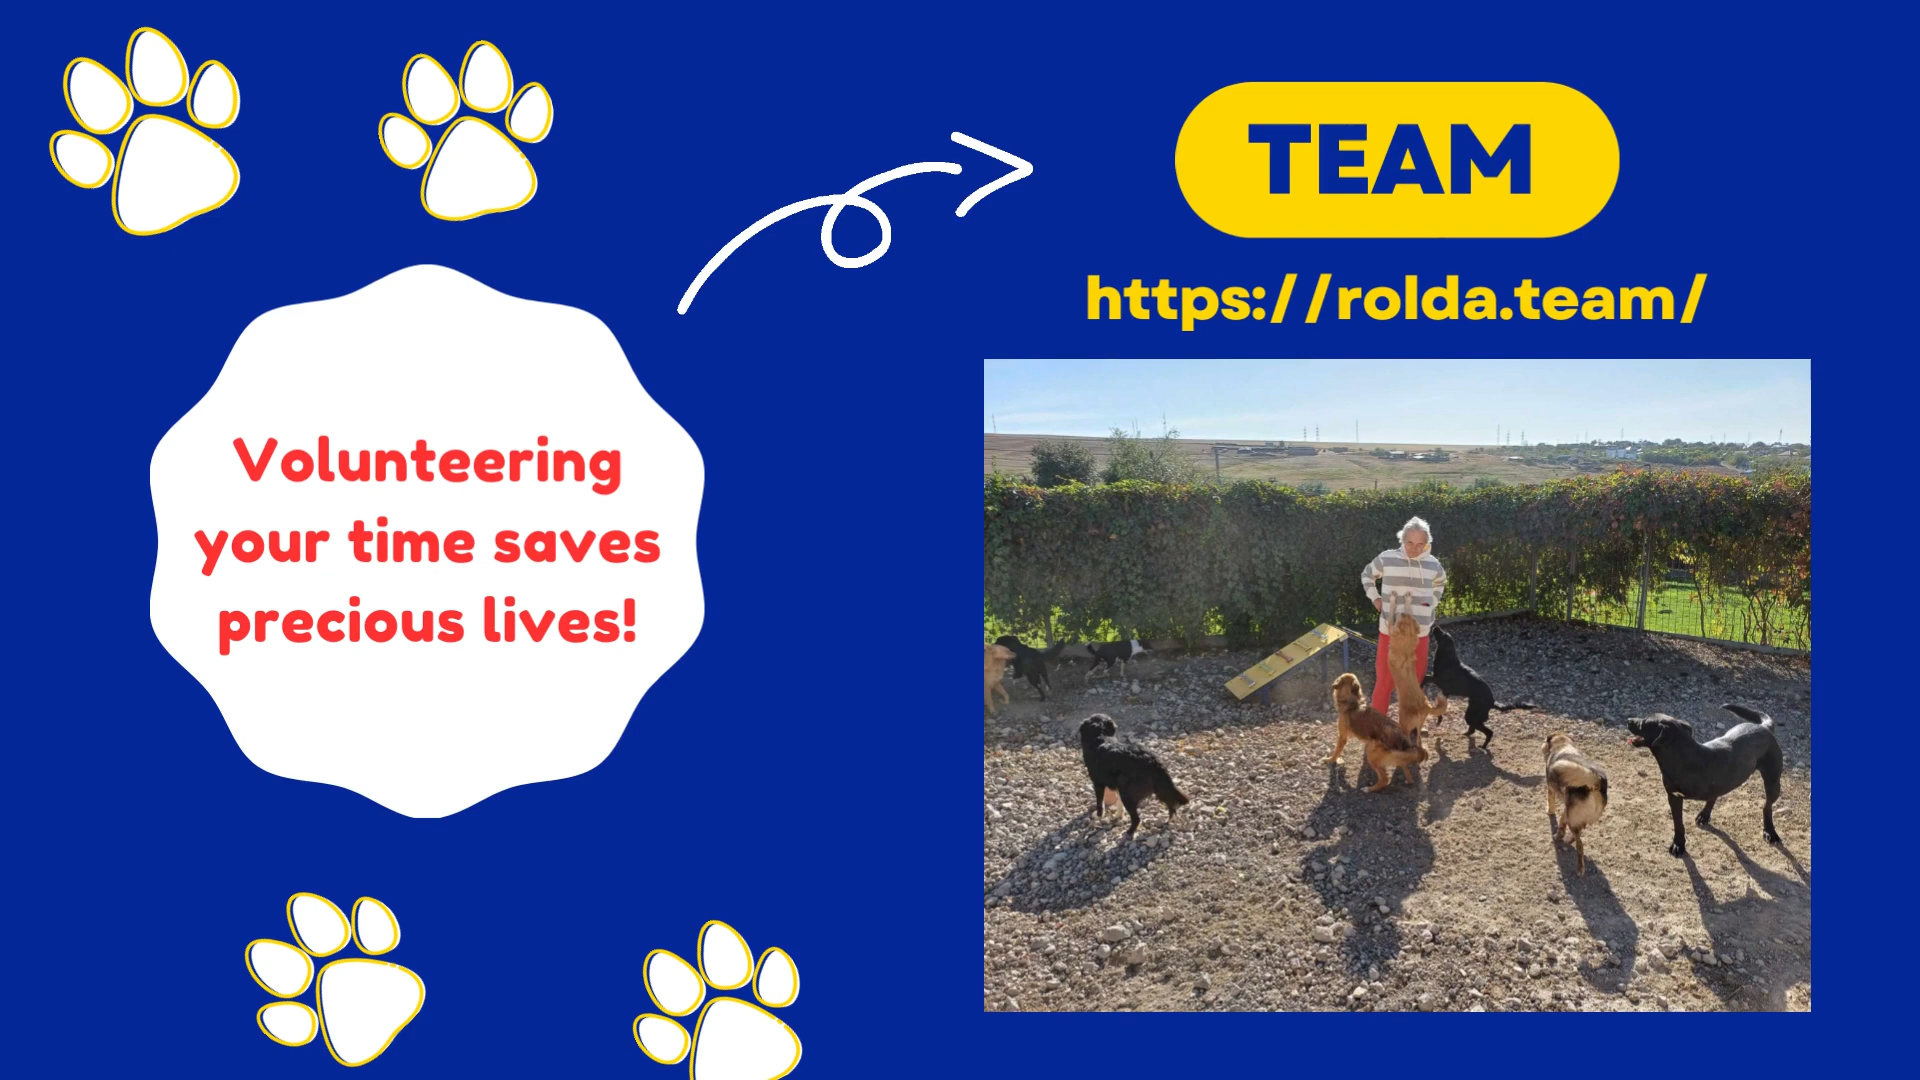 TEAM
https://rolda.team/
Volunteering
your time saves
precious lives!